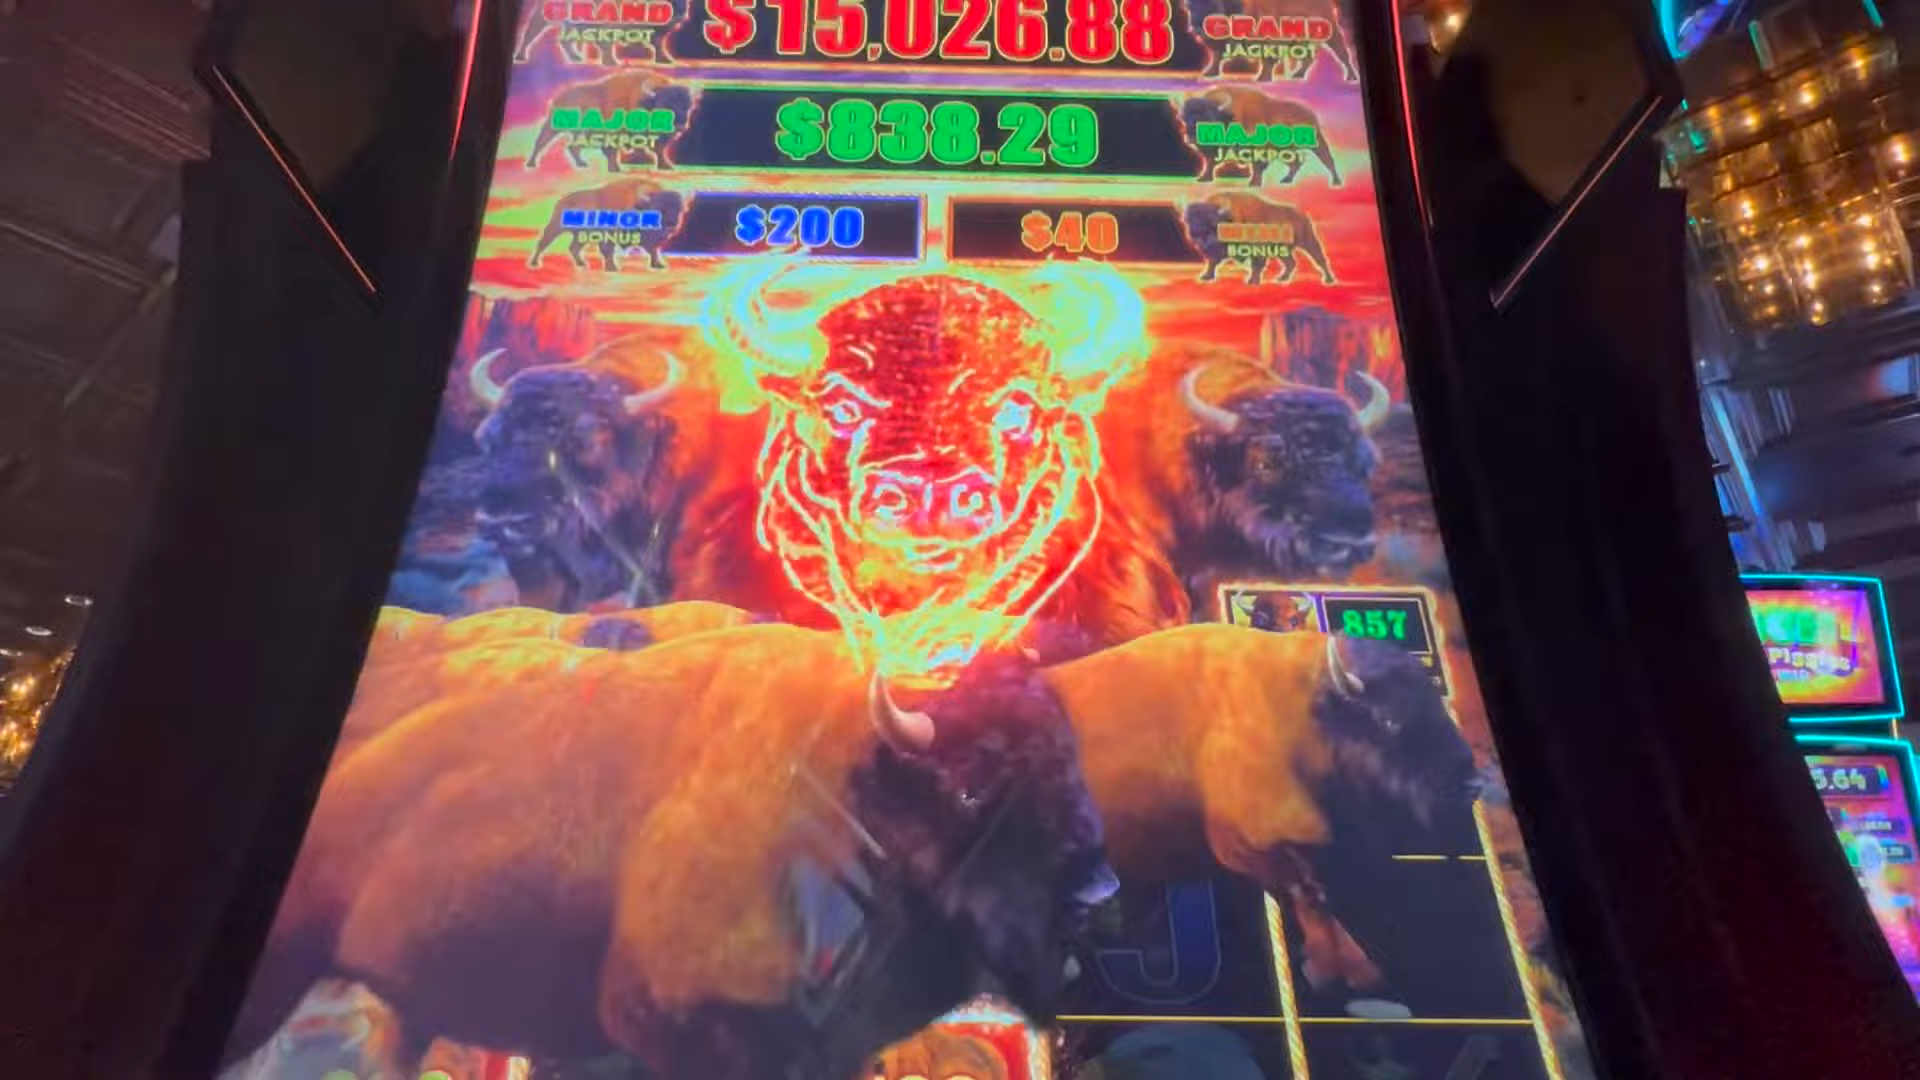 GRAND
JACKPOT
$15,026.88
GRAND
JACKPOT
MAJOR
JACKPOT
$838.29
MAJOR
JACKPOT
MINOR
BONUS
$200
$40
MINI
BONUS
857
J
5.64